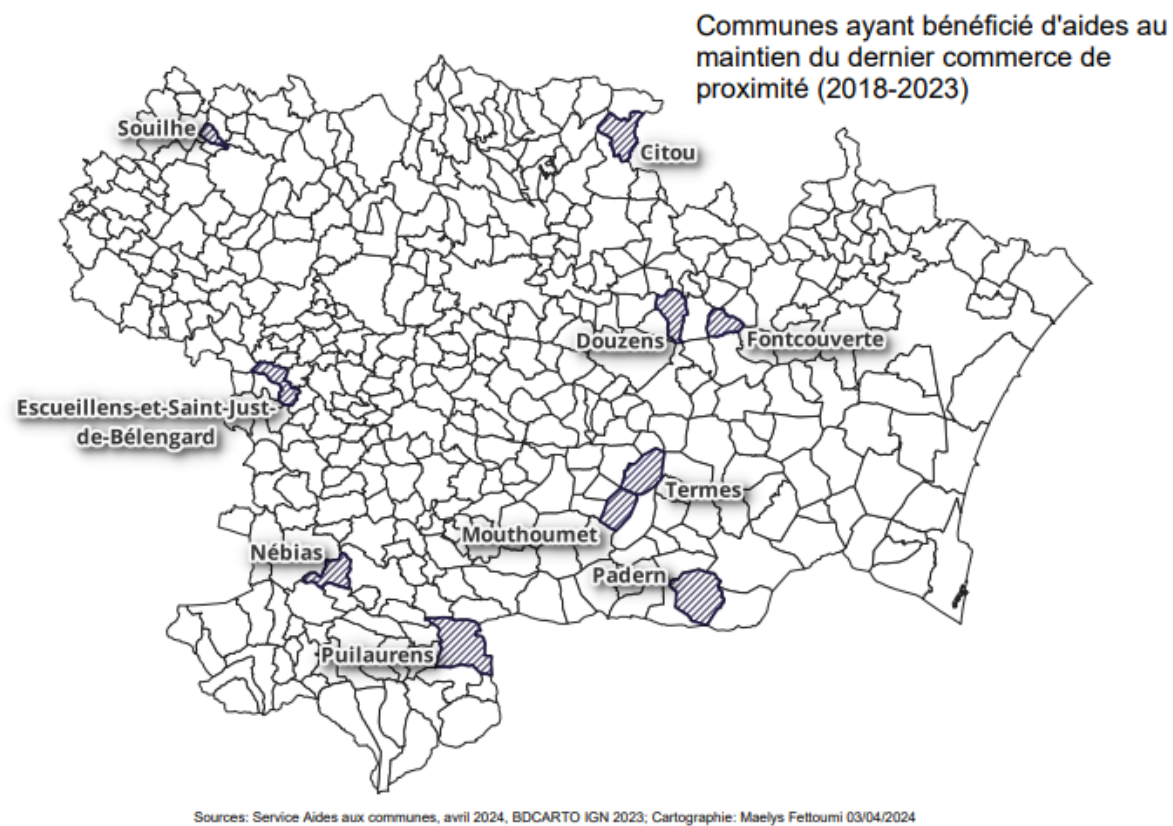 Communes ayant bénéficié d'aides au
maintien du dernier commerce de
proximité (2018-2023)
Souilhe
Citou
Douzens
Fontcouverte
Escueillens-et-Saint-Just-
de-Bélengard
Termes
Mouthoumet
Nébias
Padern
Puilaurens
Sources: Service Aides aux communes, avril 2024, BDCARTO IGN 2023; Cartographie: Maelys Fettoumi 03/04/2024